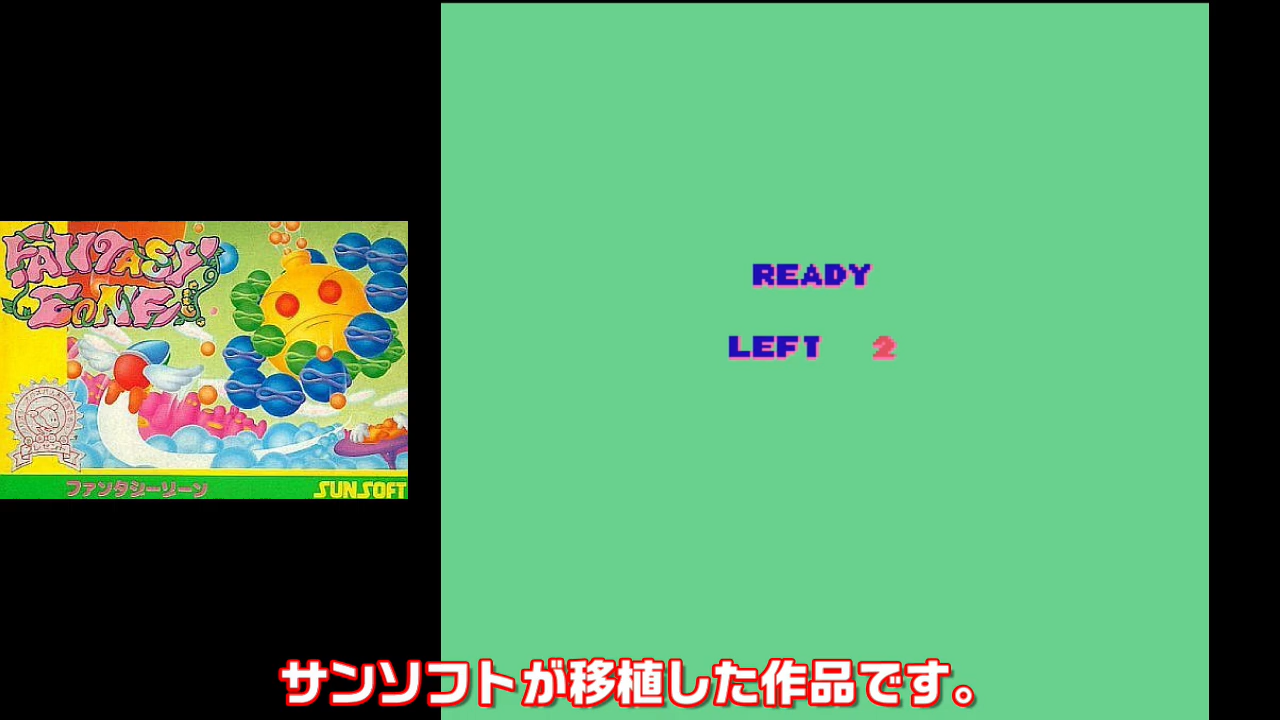 FANTASY
ZONE
ファンタジーゾーン
SUNSOFT
READY
LEFT 2
サンソフトが移植した作品です。